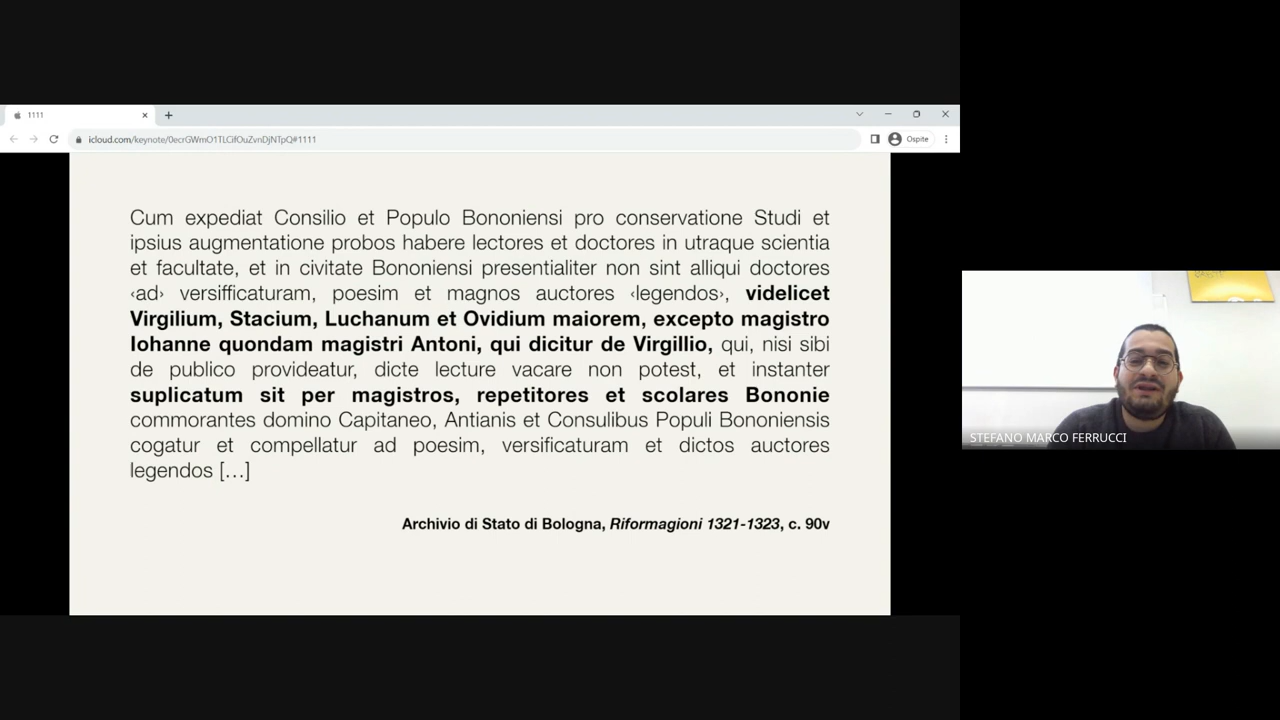 1111
icloud.com/keynote/0ecrGWmO1TLCifOuZvnDjNTpQ#1111
Ospite
Cum expediat Consilio et Populo Bononiensi pro conservatione Studi et
ipsius augmentatione probos habere lectores et doctores in utraque scientia
et facultate, et in civitate Bononiensi presentialiter non sint alliqui doctores
‹ad› versifficaturam, poesim et magnos auctores ‹legendos›, videlicet
Virgilium, Stacium, Luchanum et Ovidium maiorem, excepto magistro
Iohanne quondam magistri Antoni, qui dicitur de Virgillio, qui, nisi sibi
de publico provideatur, dicte lecture vacare non potest, et instanter
suplicatum sit per magistros, repetitores et scolares Bononie
commorantes domino Capitaneo, Antianis et Consulibus Populi Bononiensis
cogatur et compellatur ad poesim, versificaturam et dictos auctores
legendos […]
Archivio di Stato di Bologna, Riformagioni 1321-1323, c. 90v
STEFANO MARCO FERRUCCI